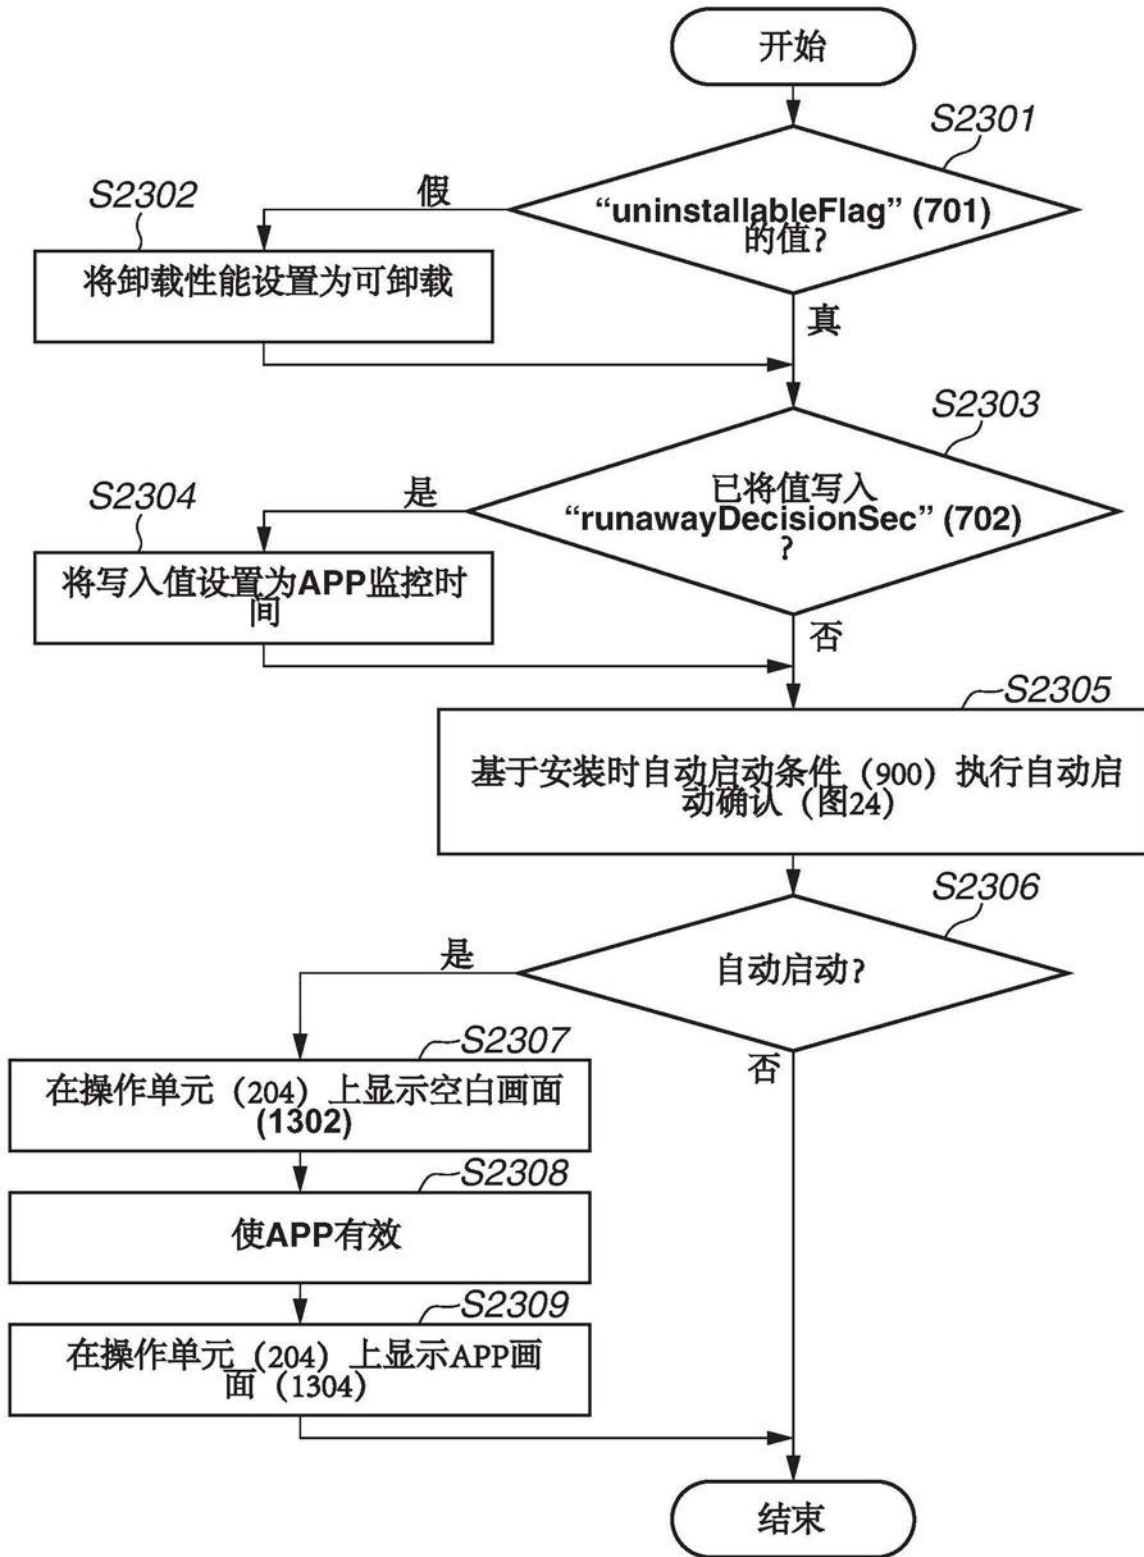 开始
S2301
“uninstallableFlag” (701)
的值?
假
真
S2302
将卸载性能设置为可卸载
S2303
已将值写入
“runawayDecisionSec” (702)
?
是
否
S2304
将写入值设置为APP监控时
间
S2305
基于安装时自动启动条件（900）执行自动启
动确认（图24）
S2306
自动启动?
是
否
S2307
在操作单元（204）上显示空白画面
(1302)
S2308
使APP有效
S2309
在操作单元（204）上显示APP画
面（1304）
结束